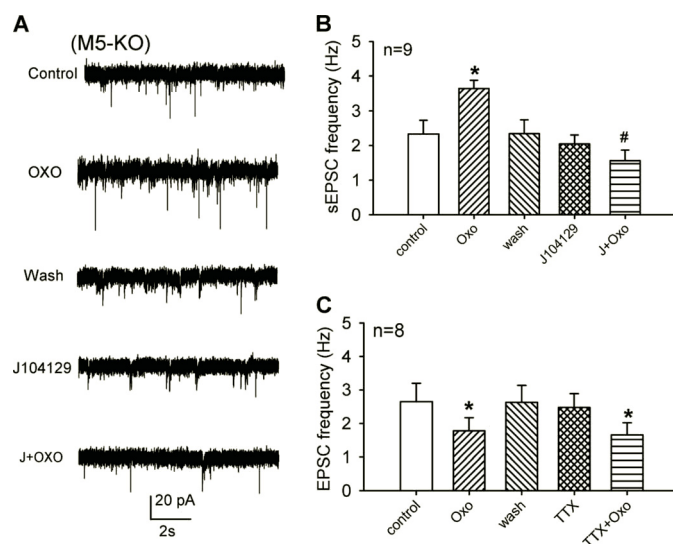 A
(M5-KO)
Control
OXO
Wash
J104129
J+OXO
20 pA
2s
B
n=9
sEPSC frequency (Hz)
5
4
3
2
1
0
*
#
control
Oxo
wash
J104129
J+Oxo
C
n=8
EPSC frequency (Hz)
5
4
3
2
1
0
*
*
control
Oxo
wash
TTX
TTX+Oxo